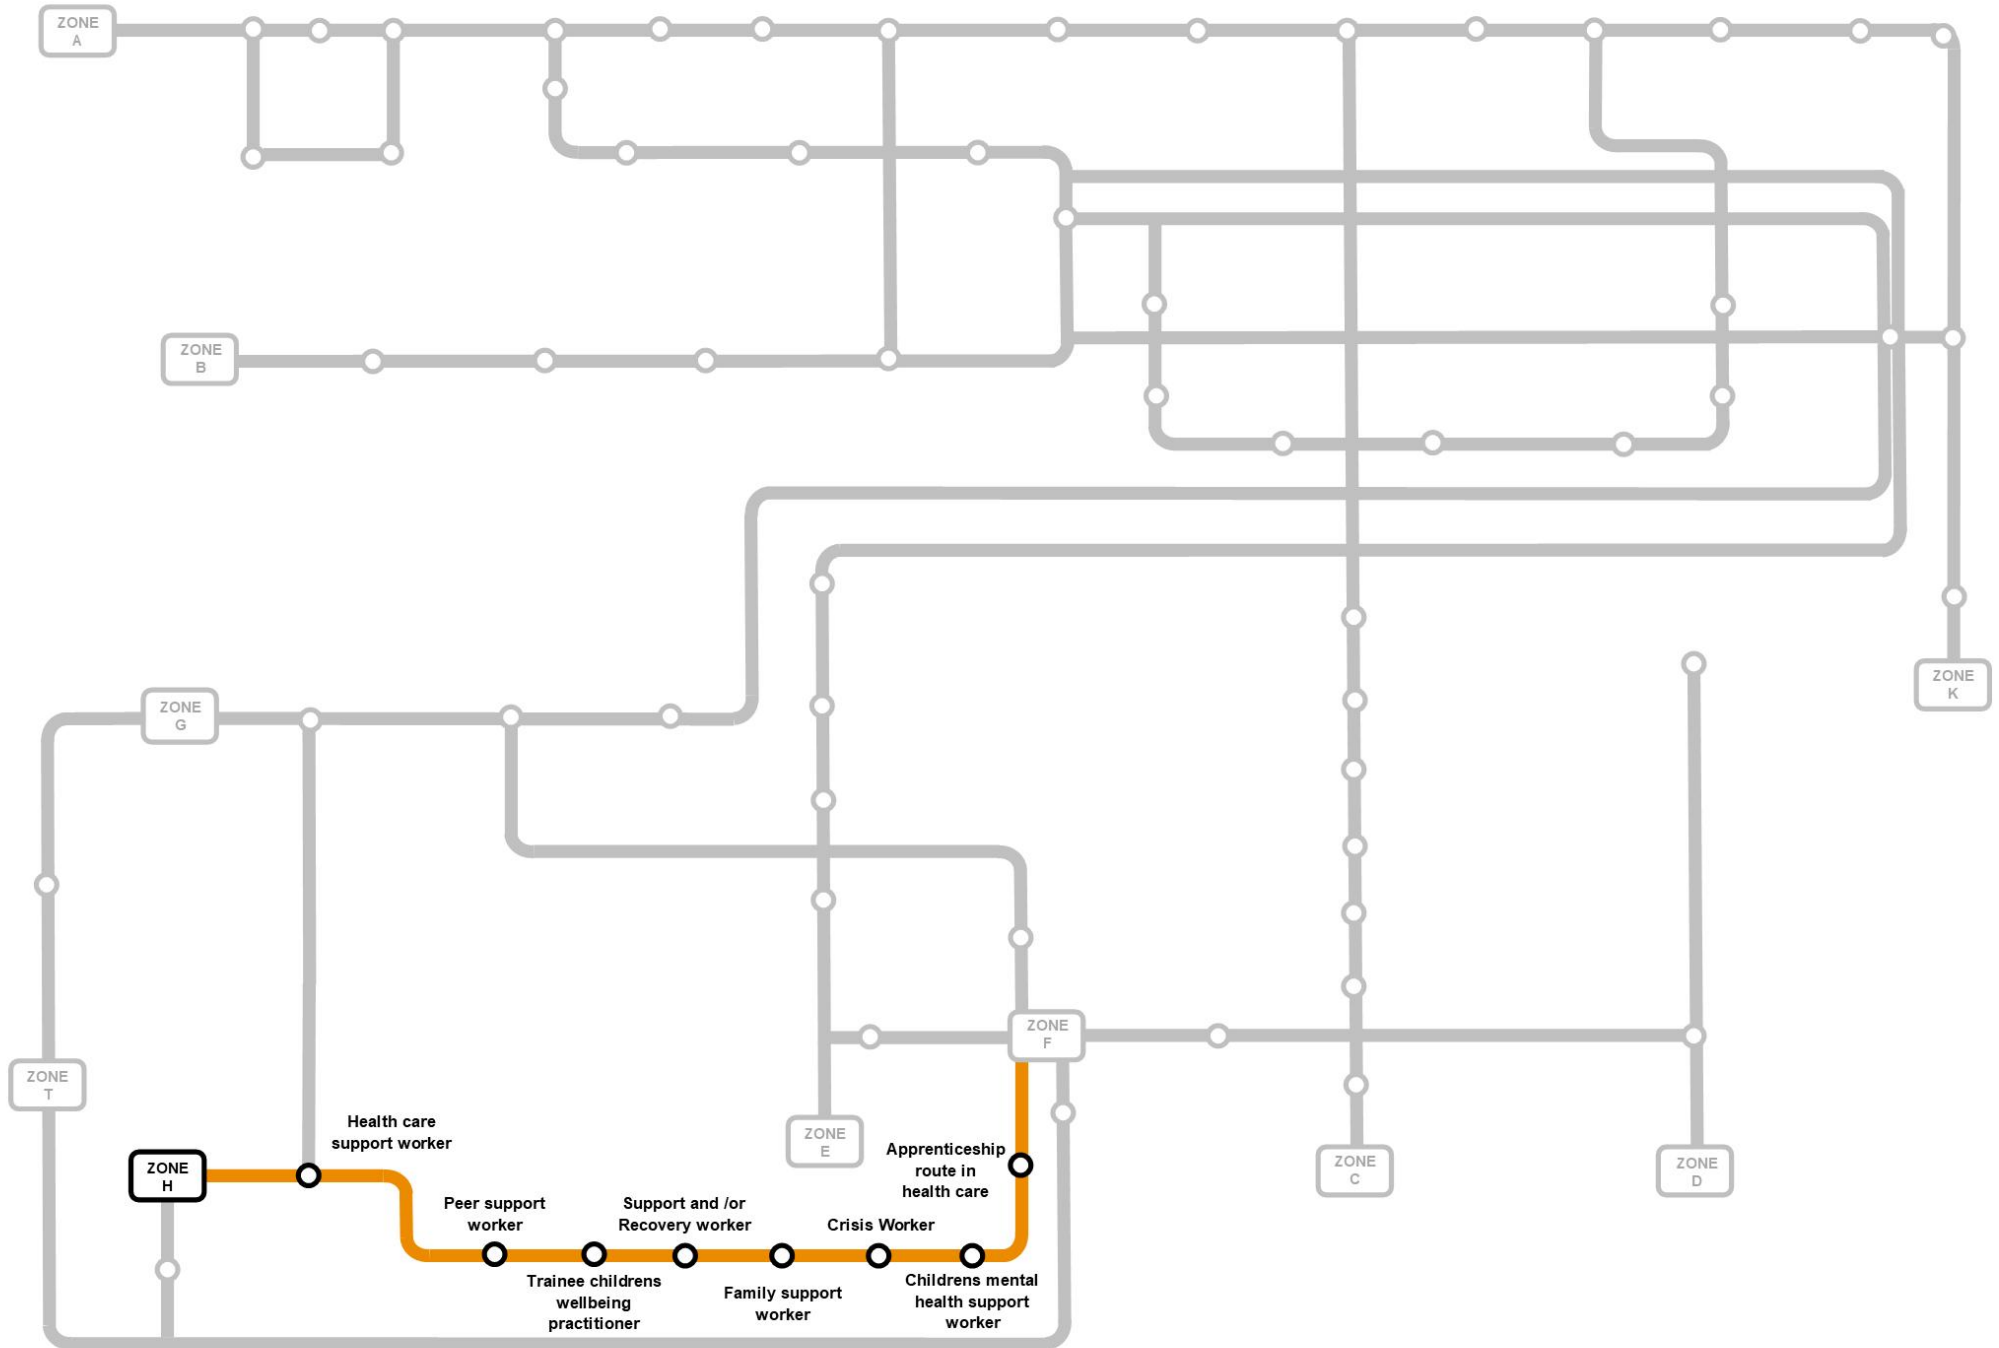 ZONE
A
ZONE
B
ZONE
K
ZONE
G
ZONE
F
ZONE
T
Health care
support worker
ZONE
E
Apprenticeship
route in
health care
ZONE
C
ZONE
D
ZONE
H
Peer support
worker
Support and /or
Recovery worker
Crisis Worker
Trainee childrens
wellbeing
practitioner
Family support
worker
Childrens mental
health support
worker